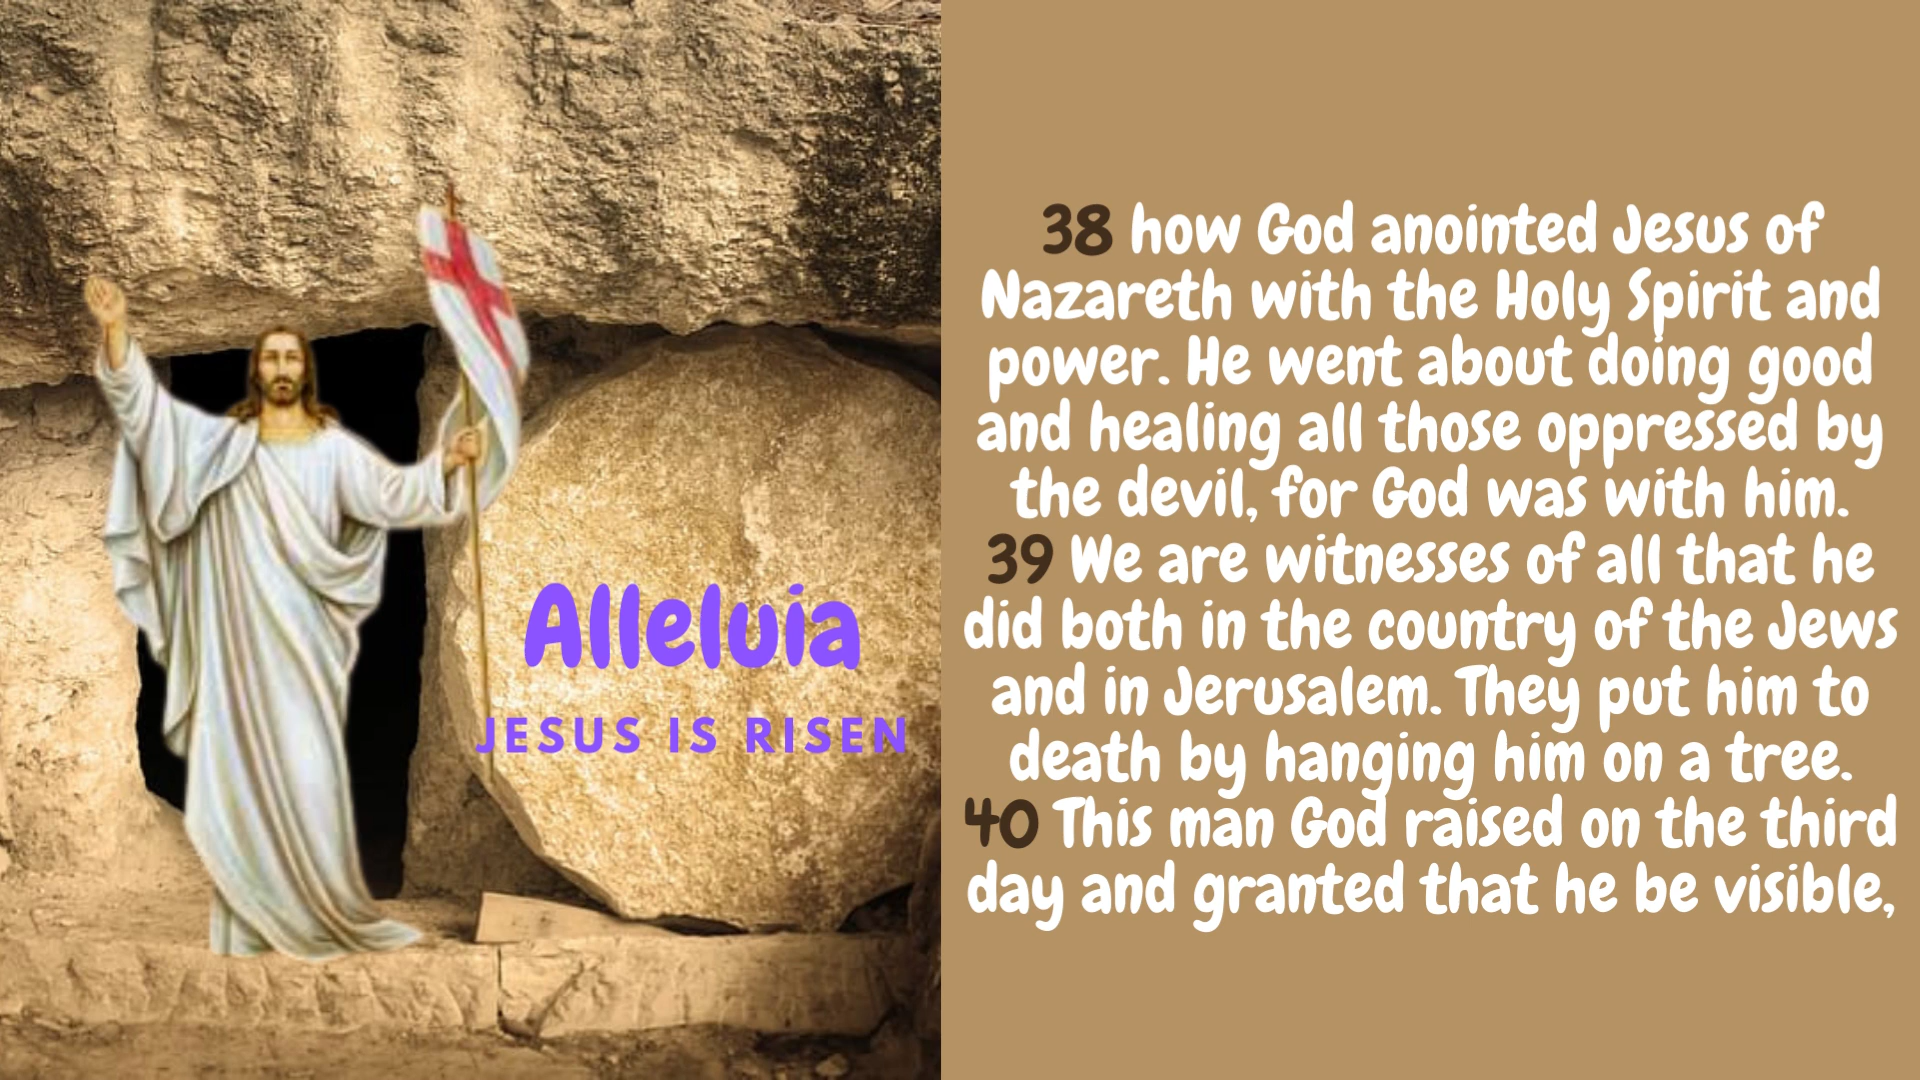 Alleluia
JESUS IS RISEN
38 how God anointed Jesus of
Nazareth with the Holy Spirit and
power. He went about doing good
and healing all those oppressed by
the devil, for God was with him.
39 We are witnesses of all that he
did both in the country of the Jews
and in Jerusalem. They put him to
death by hanging him on a tree.
40 This man God raised on the third
day and granted that he be visible,